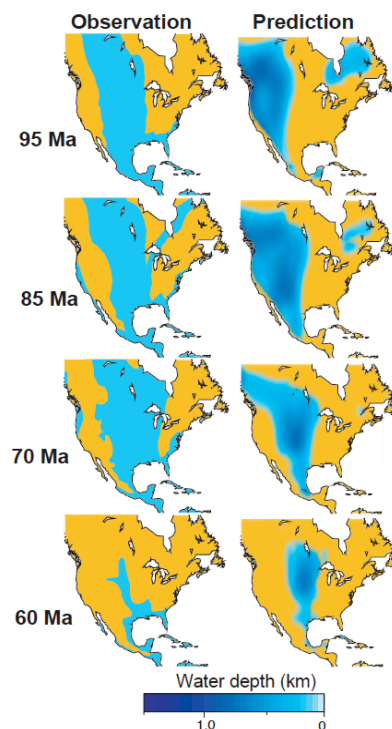 Observation Prediction
95 Ma
85 Ma
70 Ma
60 Ma
Water depth (km)
1.0 0